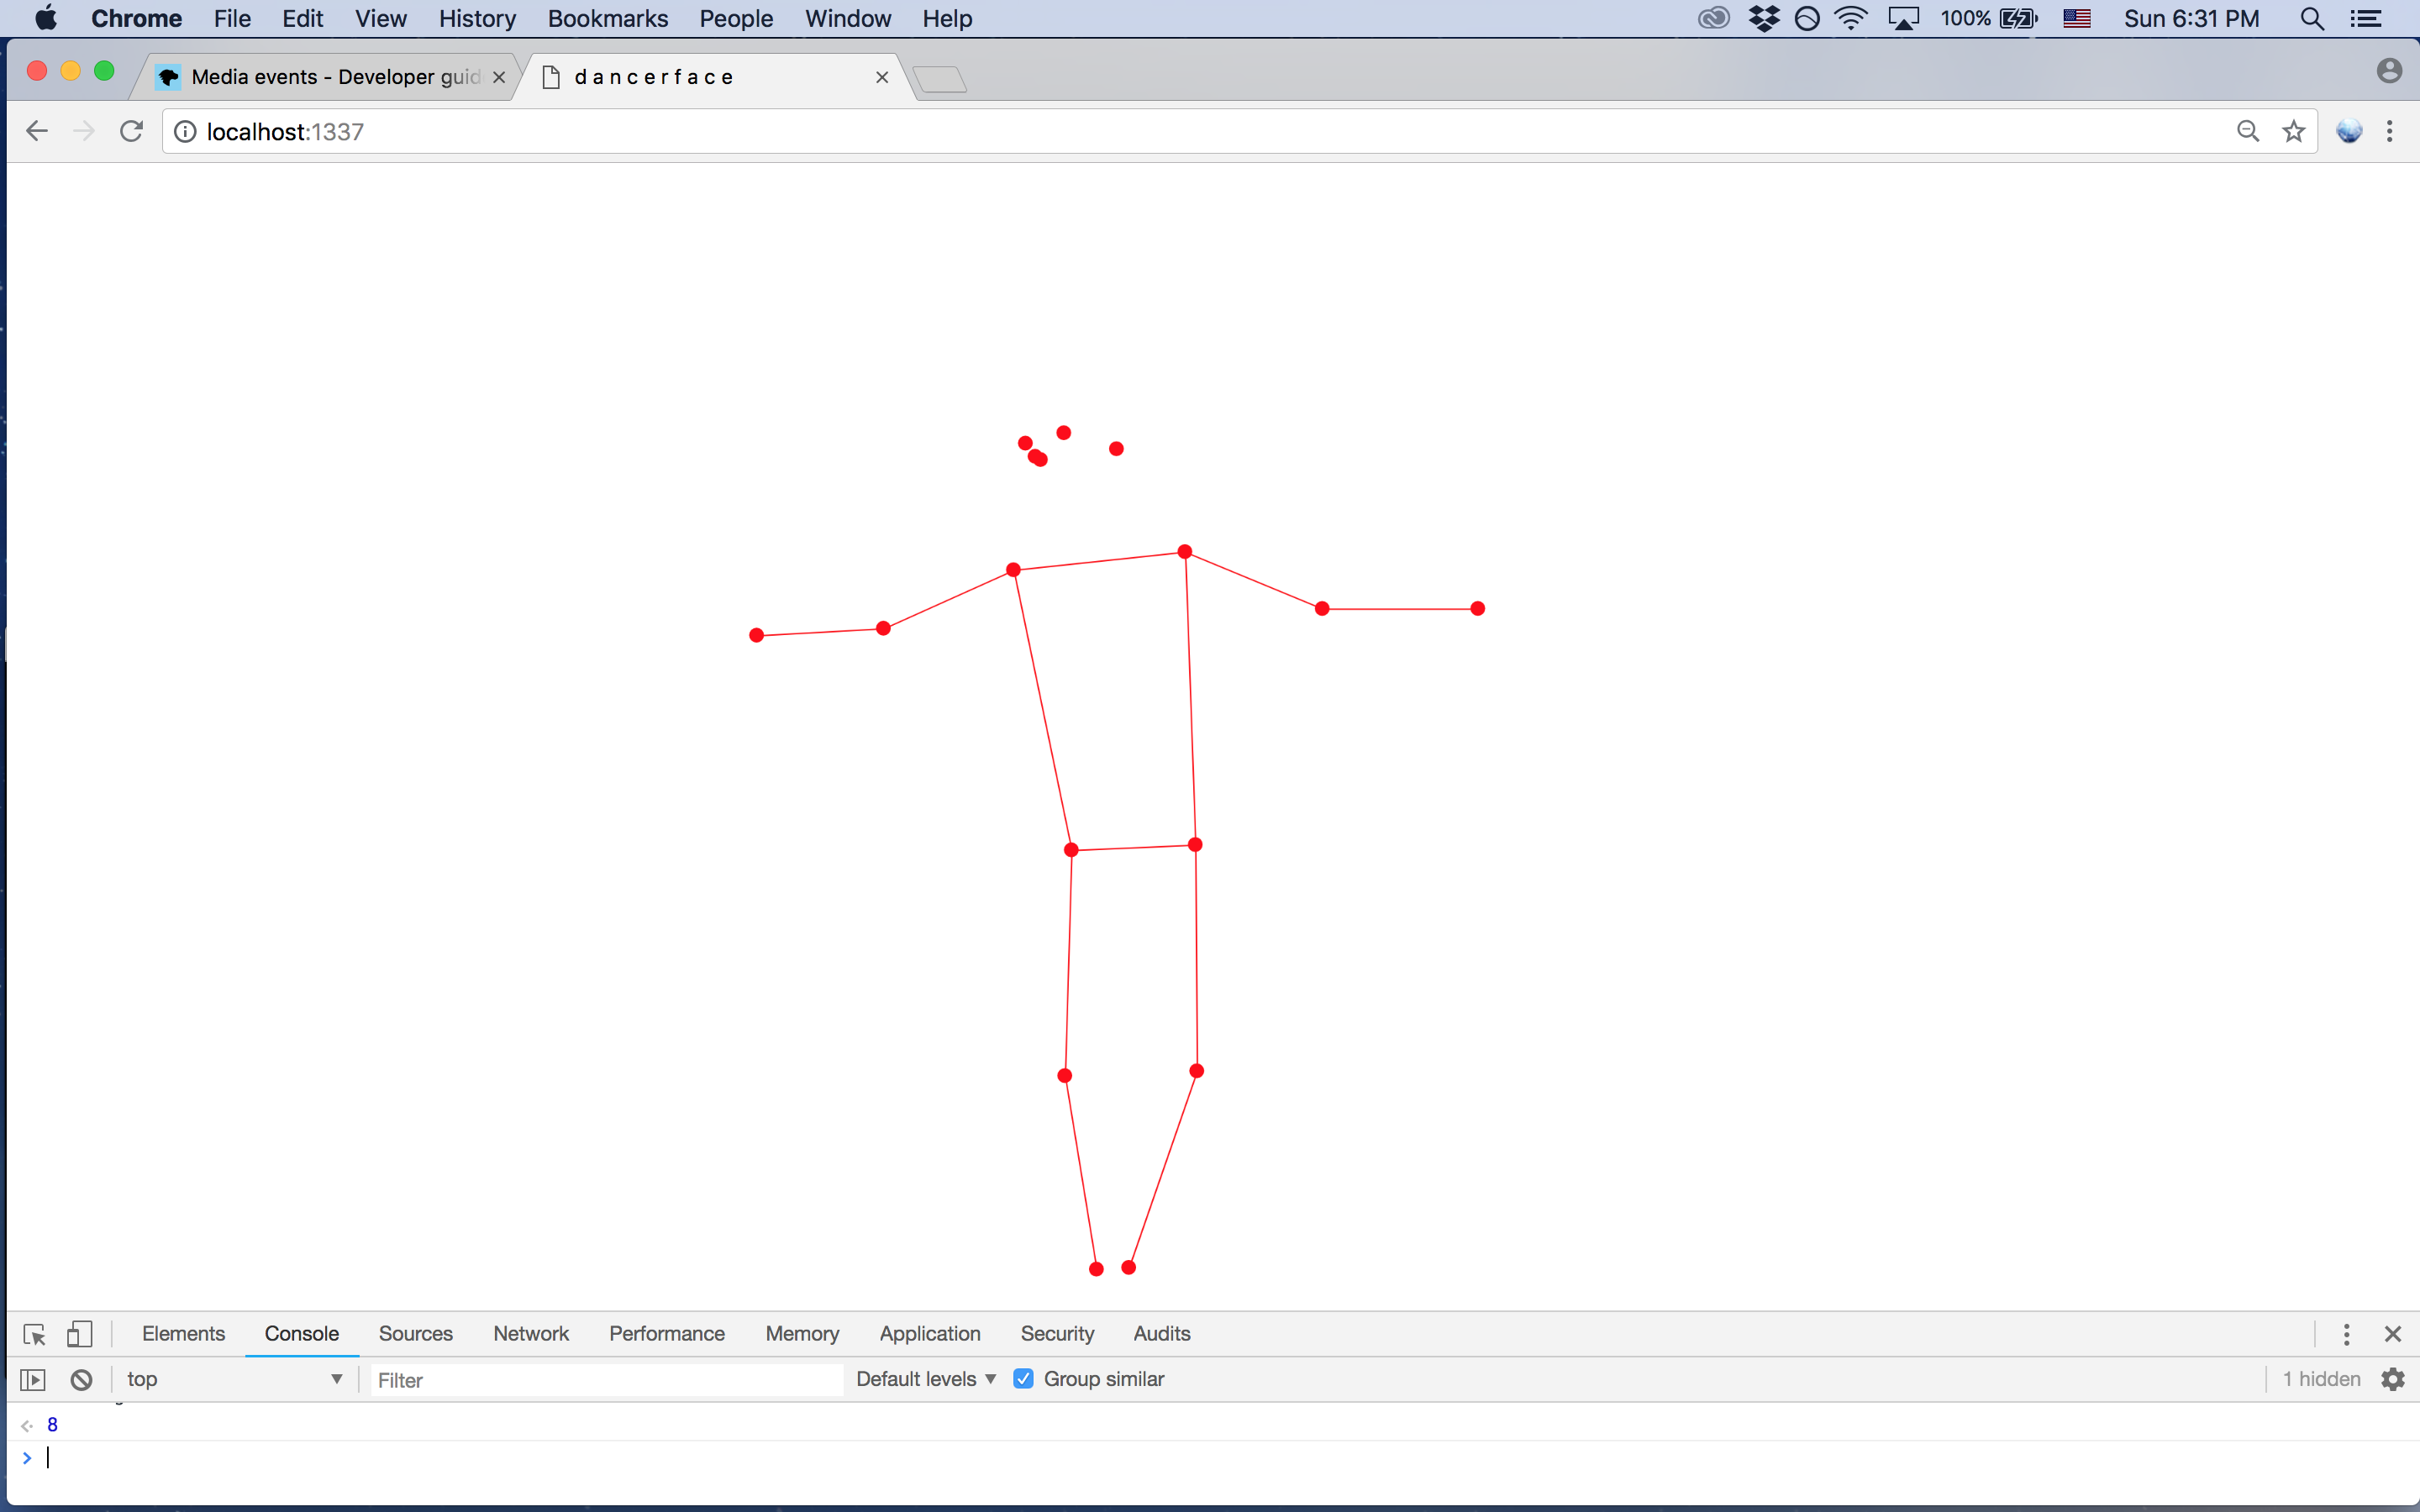 Chrome File Edit View History Bookmarks People Window Help 100% Sun 6:31 PM
Media events - Developer guid d a n c e r f a c e
localhost:1337
Elements Console Sources Network Performance Memory Application Security Audits
top Filter Default levels Group similar 1 hidden
8